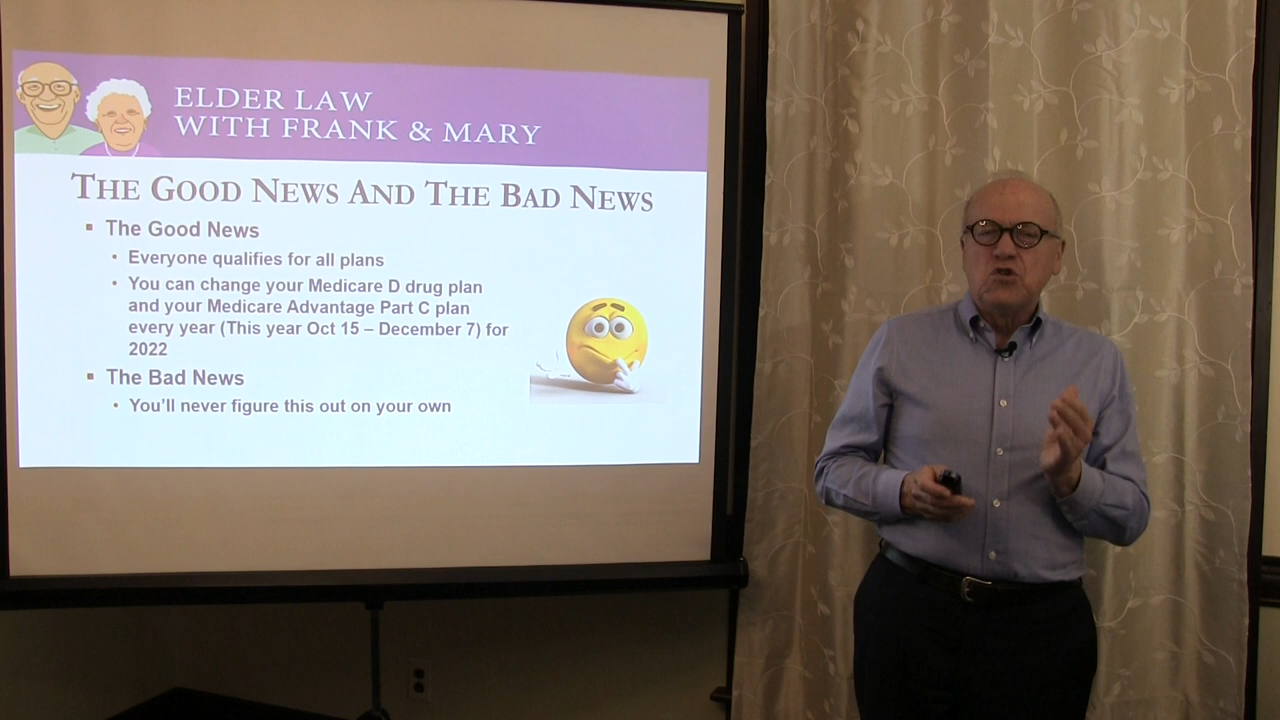 ELDER LAW
WITH FRANK & MARY
THE GOOD NEWS AND THE BAD NEWS
▪ The Good News
• Everyone qualifies for all plans
• You can change your Medicare D drug plan
and your Medicare Advantage Part C plan
every year (This year Oct 15 – December 7) for
2022
▪ The Bad News
• You’ll never figure this out on your own